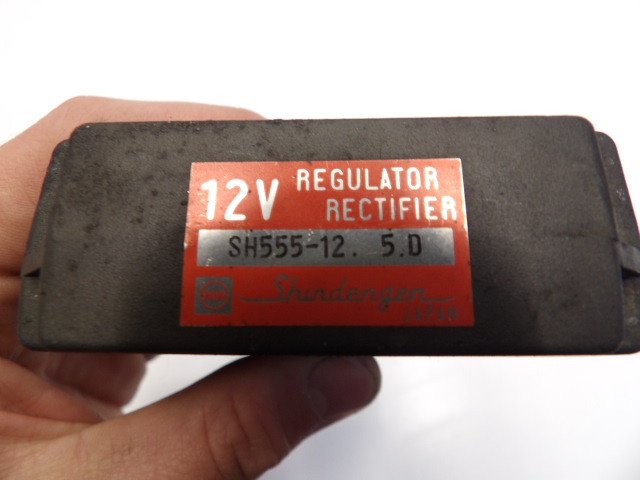 12V REGULATOR
RECTIFIER
SH555-12. 5.D
Shindengen
JAPAN